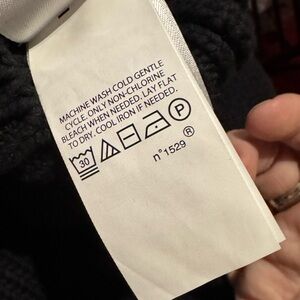 MACHINE WASH COLD GENTLE
CYCLE. ONLY NON-CHLORINE
BLEACH WHEN NEEDED. LAY FLAT
TO DRY. COOL IRON IF NEEDED.
30 P
®
n°1529